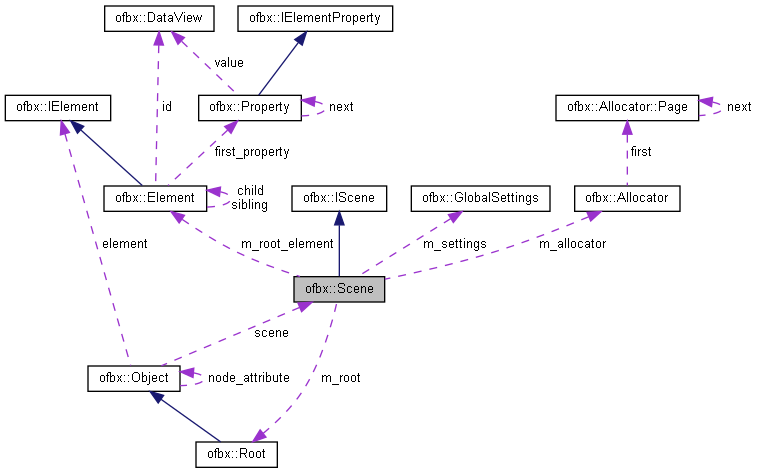 ofbx::DataView
ofbx::IElementProperty
value
ofbx::IElement
id
ofbx::Property
next
ofbx::Allocator::Page
next
first_property
first
ofbx::Element
child
sibling
ofbx::IScene
ofbx::GlobalSettings
ofbx::Allocator
element
m_root_element
m_settings
m_allocator
ofbx::Scene
scene
ofbx::Object
node_attribute
m_root
ofbx::Root